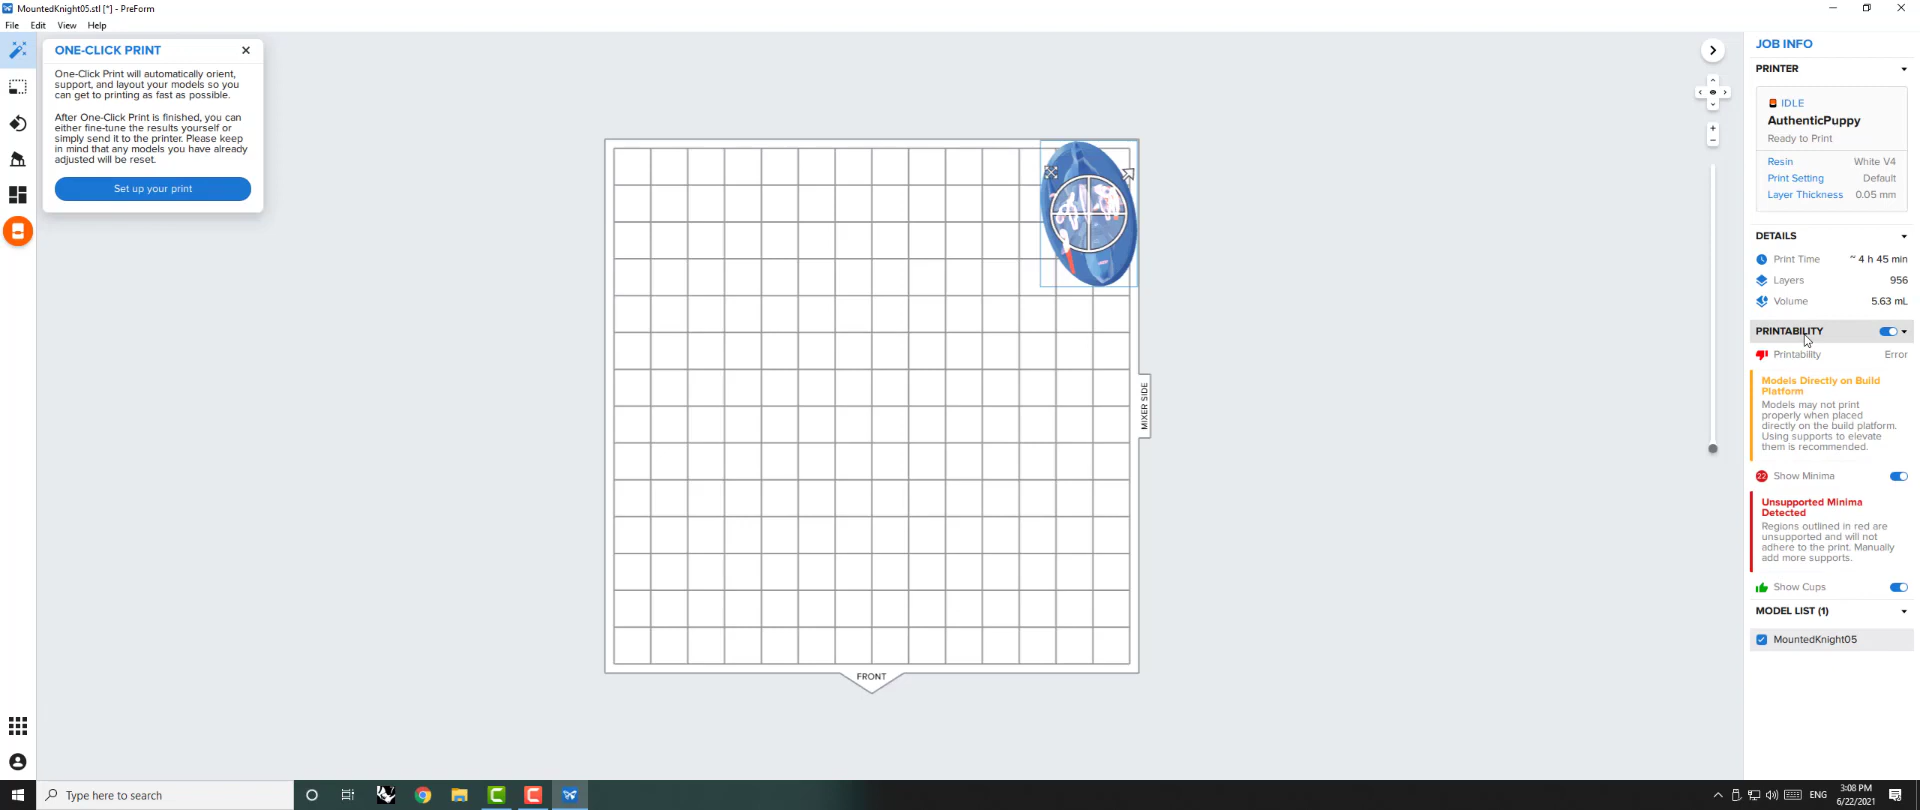 MountedKnight05.stl [*] - PreForm
File Edit View Help
ONE-CLICK PRINT
One-Click Print will automatically orient,
support, and layout your models so you
can get to printing as fast as possible.
After One-Click Print is finished, you can
either fine-tune the results yourself or
simply send it to the printer. Please keep
in mind that any models you have already
adjusted will be reset.
Set up your print
MIXER SIDE
FRONT
JOB INFO
PRINTER
IDLE
AuthenticPuppy
Ready to Print
Resin White V4
Print Setting Default
Layer Thickness 0.05 mm
DETAILS
Print Time ~ 4 h 45 min
Layers 956
Volume 5.63 mL
PRINTABILITY
Printability Error
Models Directly on Build
Platform
Models may not print
properly when placed
directly on the build platform.
Using supports to elevate
them is recommended.
22 Show Minima
Unsupported Minima
Detected
Regions outlined in red are
unsupported and will not
adhere to the print. Manually
add more supports.
Show Cups
MODEL LIST (1)
MountedKnight05
Type here to search
ENG
3:08 PM
6/22/2021